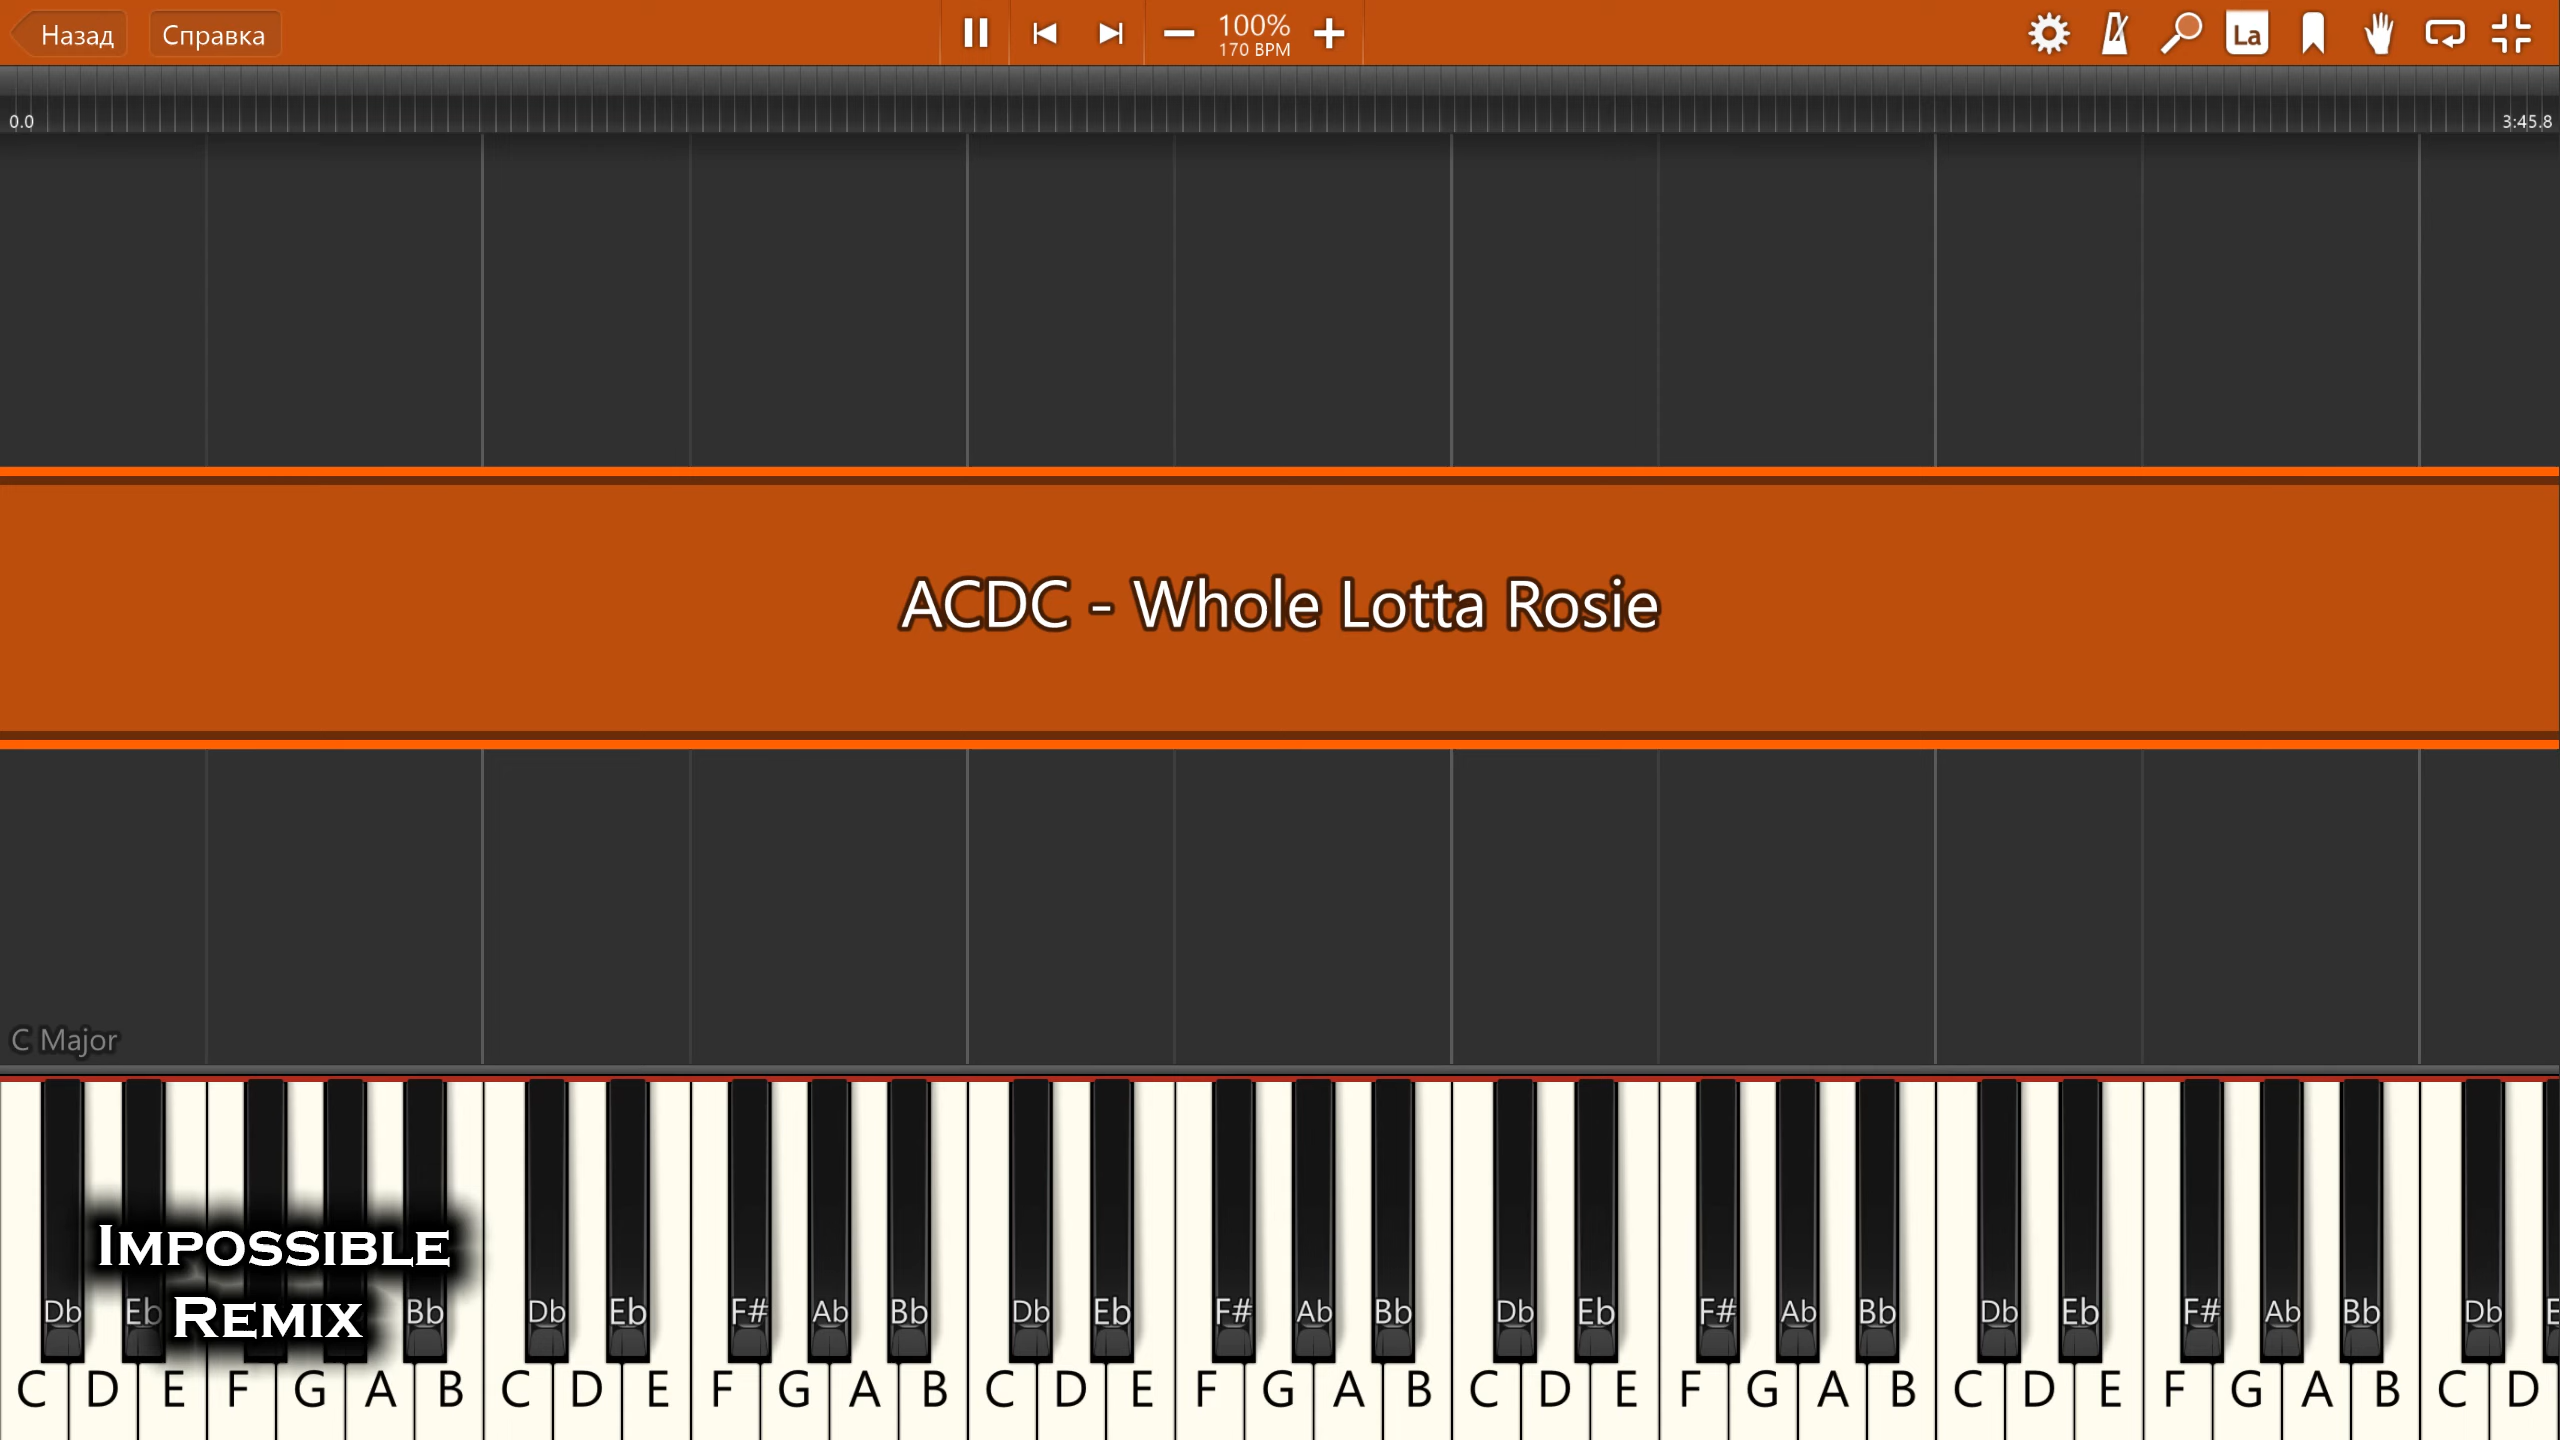 Назад Справка 100% La
170 BPM
0.0 3:45.8
ACDC - Whole Lotta Rosie
C Major
Impossible
Remix
Db Eb Bb Db Eb F# Ab Bb Db Eb F# Ab Bb Db Eb F# Ab Bb Db Eb F# Ab Bb Db E
C D E F G A B C D E F G A B C D E F G A B C D E F G A B C D E F G A B C D